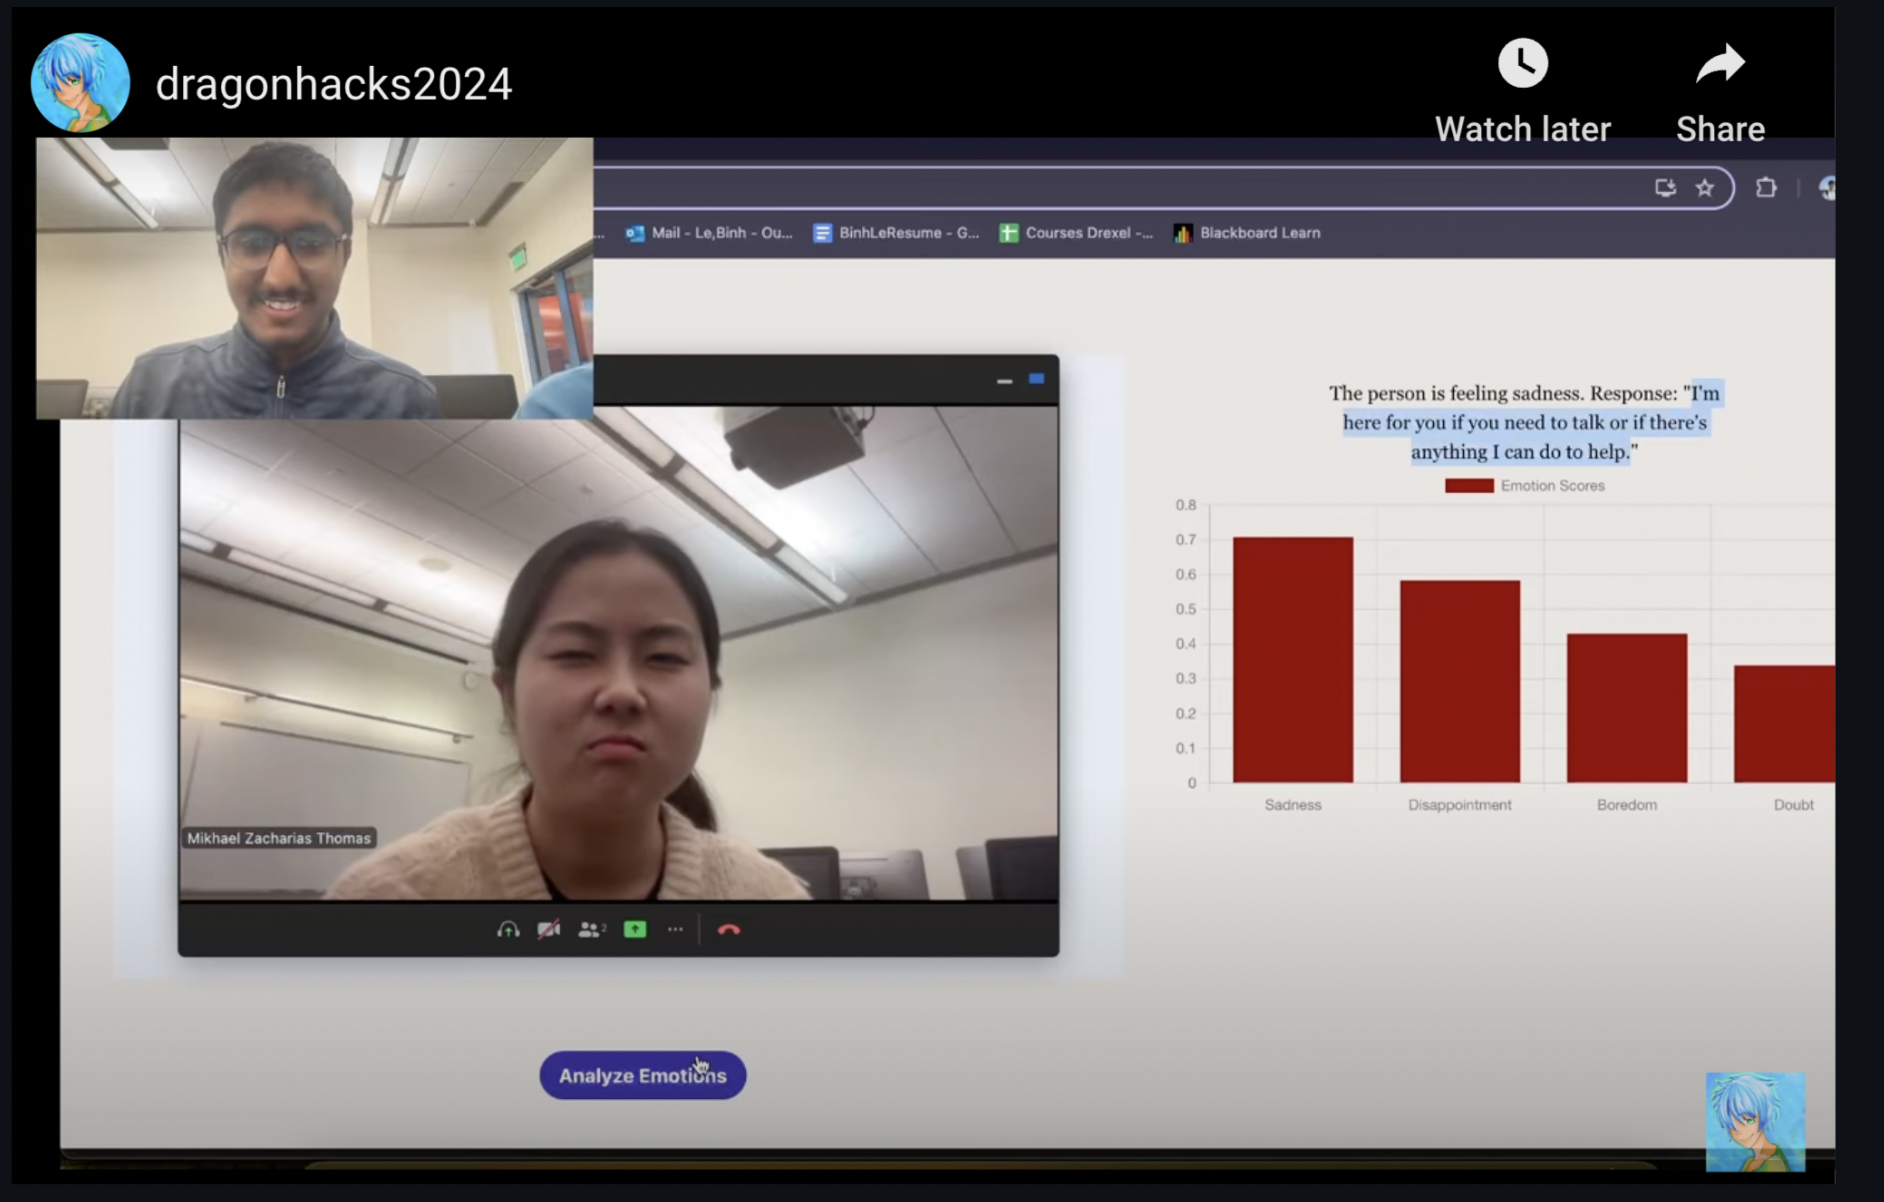 dragonhacks2024
Watch later
Share
...
Mail - Le,Binh - Ou...
BinhLeResume - G...
Courses Drexel -...
Blackboard Learn
The person is feeling sadness. Response: "I'm
here for you if you need to talk or if there's
anything I can do to help."
Emotion Scores
0.8
0.7
0.6
0.5
0.4
0.3
0.2
0.1
0
Sadness
Disappointment
Boredom
Doubt
Mikhael Zacharias Thomas
2
Analyze Emotions